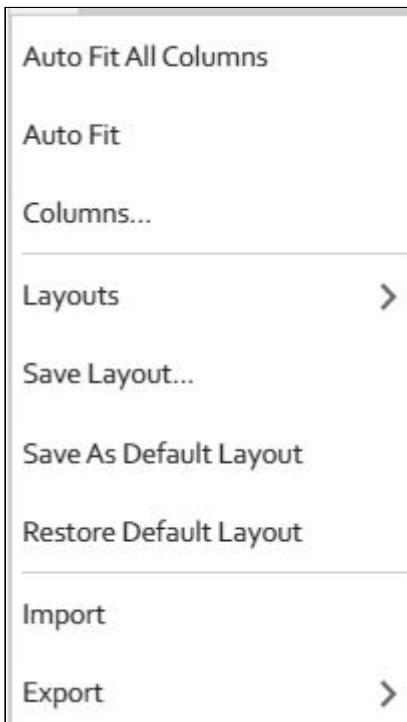 Auto Fit All Columns
Auto Fit
Columns...
Layouts
Save Layout...
Save As Default Layout
Restore Default Layout
Import
Export